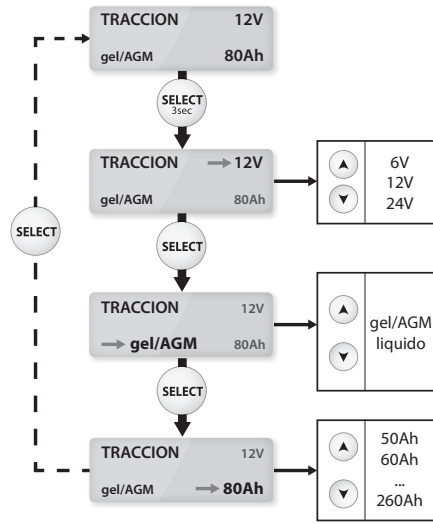 TRACCION 12V
gel/AGM 80Ah
SELECT
3sec
TRACCION → 12V
gel/AGM 80Ah
6V
12V
24V
SELECT
SELECT
TRACCION 12V
→ gel/AGM 80Ah
gel/AGM
liquido
SELECT
TRACCION 12V
gel/AGM → 80Ah
50Ah
60Ah
...
260Ah